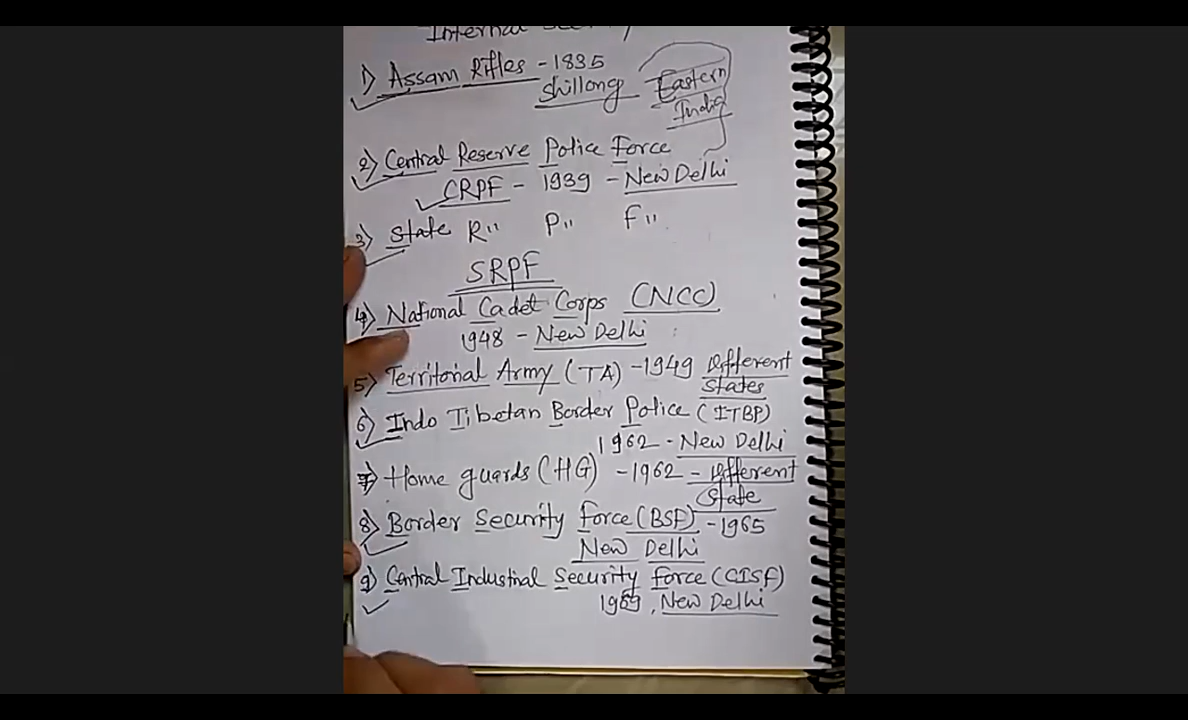 Internal Security
1) Assam Rifles - 1835
Shillong Eastern
India
2) Central Reserve Police Force
CRPF - 1939 - New Delhi
3) State R" P" F"
SRPF
4) National Cadet Corps (NCC)
1948 - New Delhi
5) Territorial Army (TA) - 1949 Different
States
6) Indo Tibetan Border Police (ITBP)
1962 - New Delhi
7) Home guards (HG) - 1962 - Different
State
8) Border Security Force (BSF) - 1965
New Delhi
9) Central Industrial Security force (CISF)
1969, New Delhi